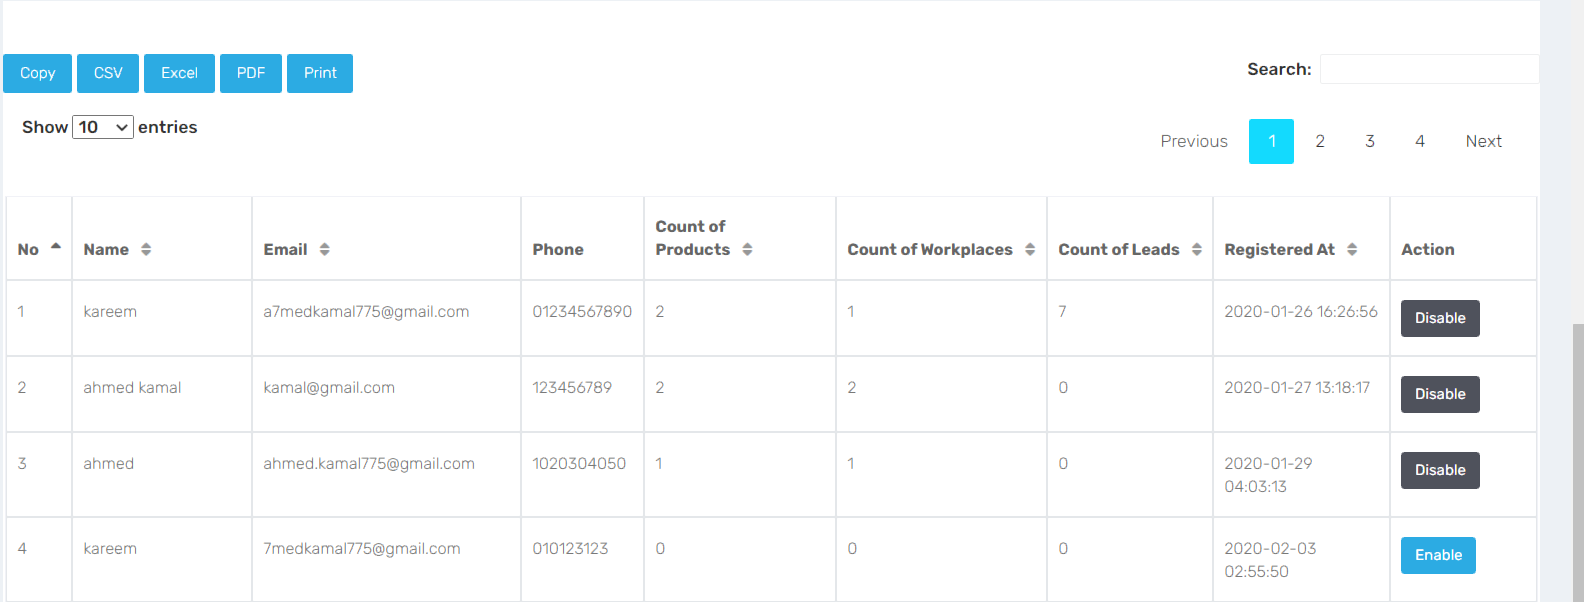 Copy CSV Excel PDF Print Search:
Show 10 entries
Previous 1 2 3 4 Next
No Name Email Phone Count of Products Count of Workplaces Count of Leads Registered At Action
1 kareem a7medkamal775@gmail.com 01234567890 2 1 7 2020-01-26 16:26:56 Disable
2 ahmed kamal kamal@gmail.com 123456789 2 2 0 2020-01-27 13:18:17 Disable
3 ahmed ahmed.kamal775@gmail.com 1020304050 1 1 0 2020-01-29 04:03:13 Disable
4 kareem 7medkamal775@gmail.com 010123123 0 0 0 2020-02-03 02:55:50 Enable